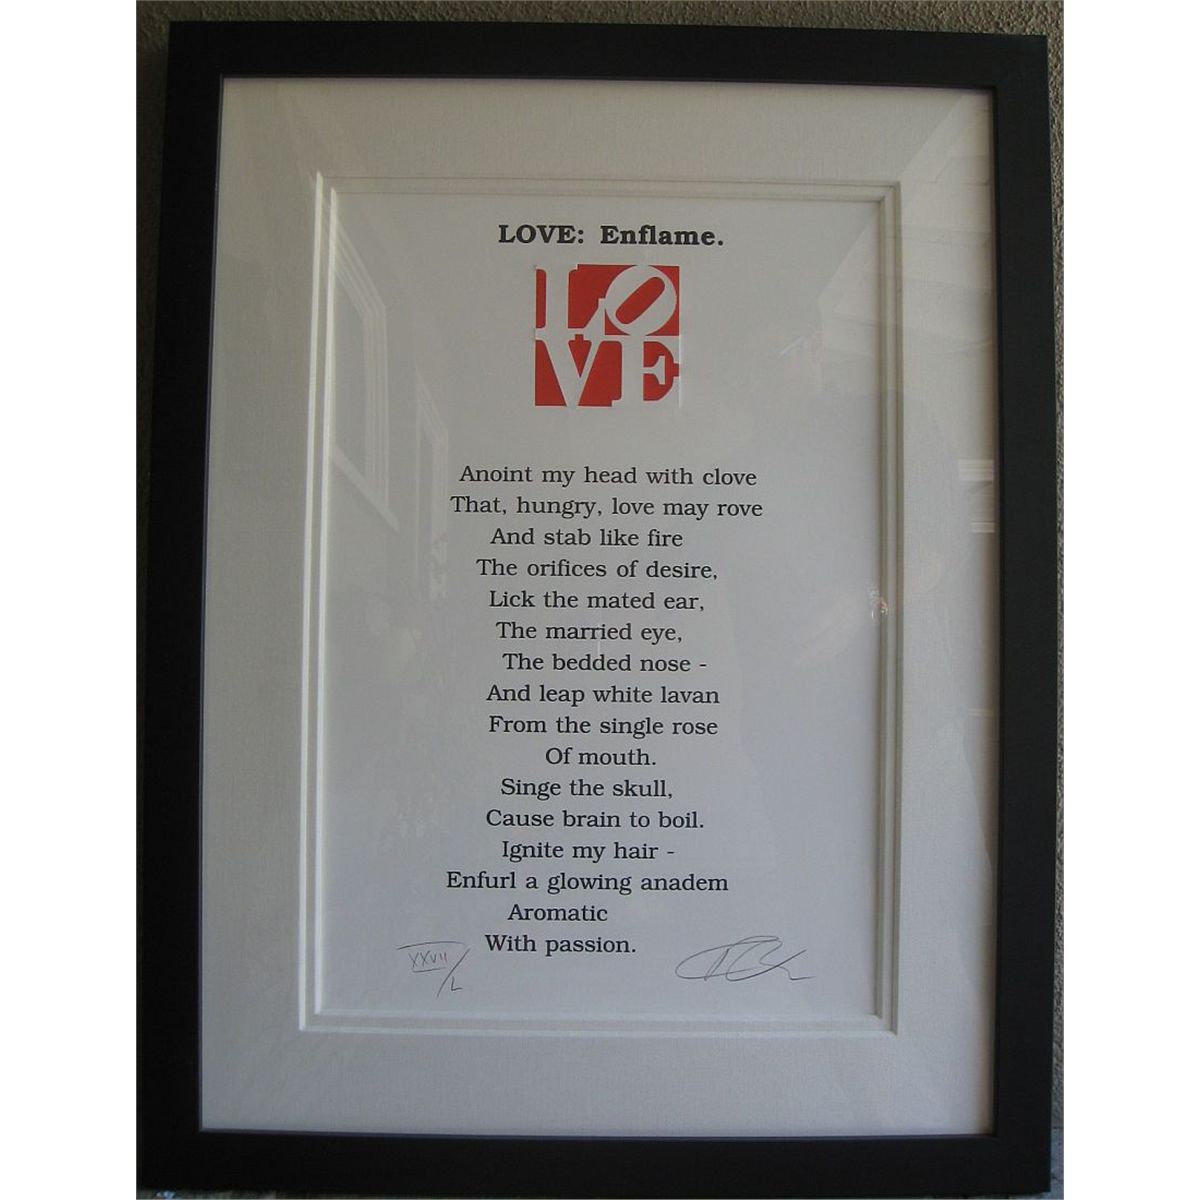 LOVE: Enflame.
LO
VE
Anoint my head with clove
That, hungry, love may rove
And stab like fire
The orifices of desire,
Lick the mated ear,
The married eye,
The bedded nose -
And leap white lavan
From the single rose
Of mouth.
Singe the skull,
Cause brain to boil.
Ignite my hair -
Enfurl a glowing anadem
Aromatic
With passion.
XXVII/L